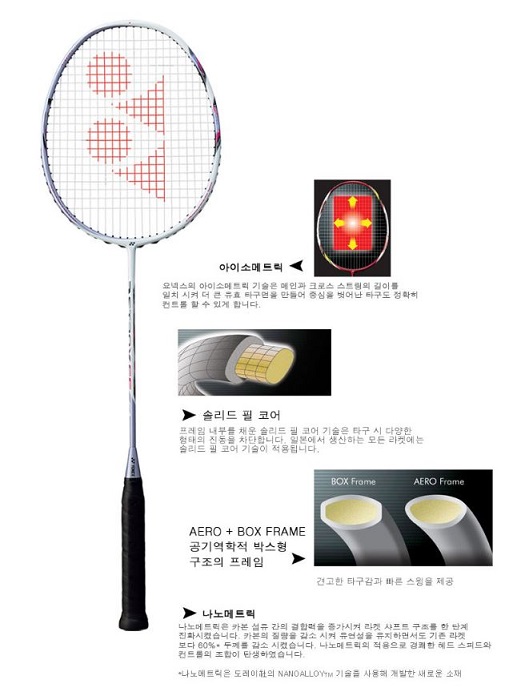 아이소메트릭
요넥스의 아이소메트릭 기술은 메인과 크로스 스트링의 길이를
일치 시켜 더 큰 유효 타구면을 만들어 중심을 벗어난 타구도 정확히
컨트롤 할 수 있게 합니다.
솔리드 필 코어
프레임 내부를 채운 솔리드 필 코어 기술은 타구 시 다양한
형태의 진동을 차단합니다. 일본에서 생산하는 모든 라켓에는
솔리드 필 코어 기술이 적용됩니다.
BOX Frame
AERO Frame
AERO + BOX FRAME
공기역학적 박스형
구조의 프레임
견고한 타구감과 빠른 스윙을 제공
나노메트릭
나노메트릭은 카본 섬유 간의 결합력을 증가시켜 라켓 샤프트 구조를 한 단계
진화시켰습니다. 카본의 질량을 감소 시켜 유연성을 유지하면서도 기존 라켓
보다 60%* 두께를 감소 시켰습니다. 나노메트릭의 적용으로 경쾌한 헤드 스피드와
컨트롤의 조합이 탄생하였습니다.
*나노메트릭은 도레이社의 NANOALLOY™ 기술을 사용해 개발한 새로운 소재